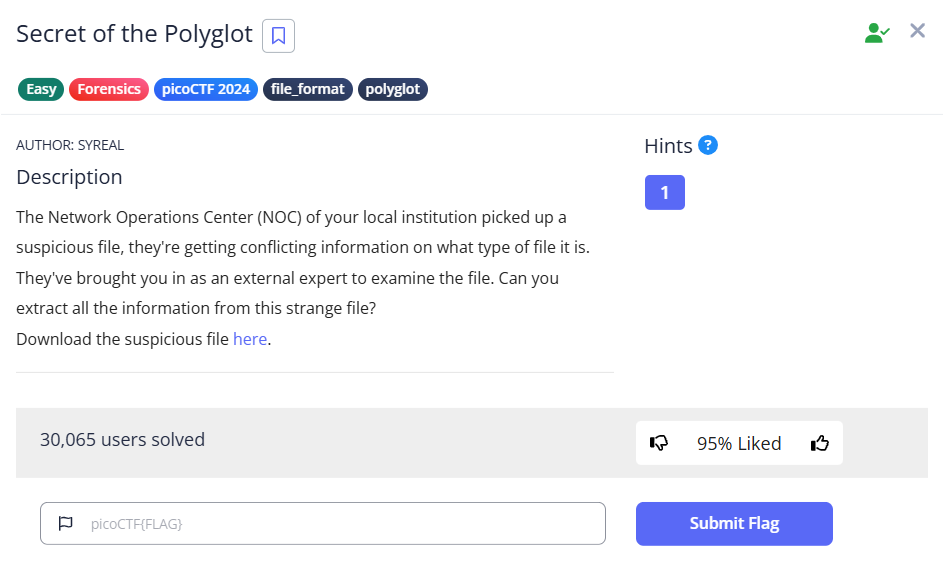 Secret of the Polyglot
Easy Forensics picoCTF 2024 file_format polyglot
AUTHOR: SYREAL
Description
The Network Operations Center (NOC) of your local institution picked up a
suspicious file, they're getting conflicting information on what type of file it is.
They've brought you in as an external expert to examine the file. Can you
extract all the information from this strange file?
Download the suspicious file here.
Hints ?
1
30,065 users solved
95% Liked
picoCTF{FLAG}
Submit Flag